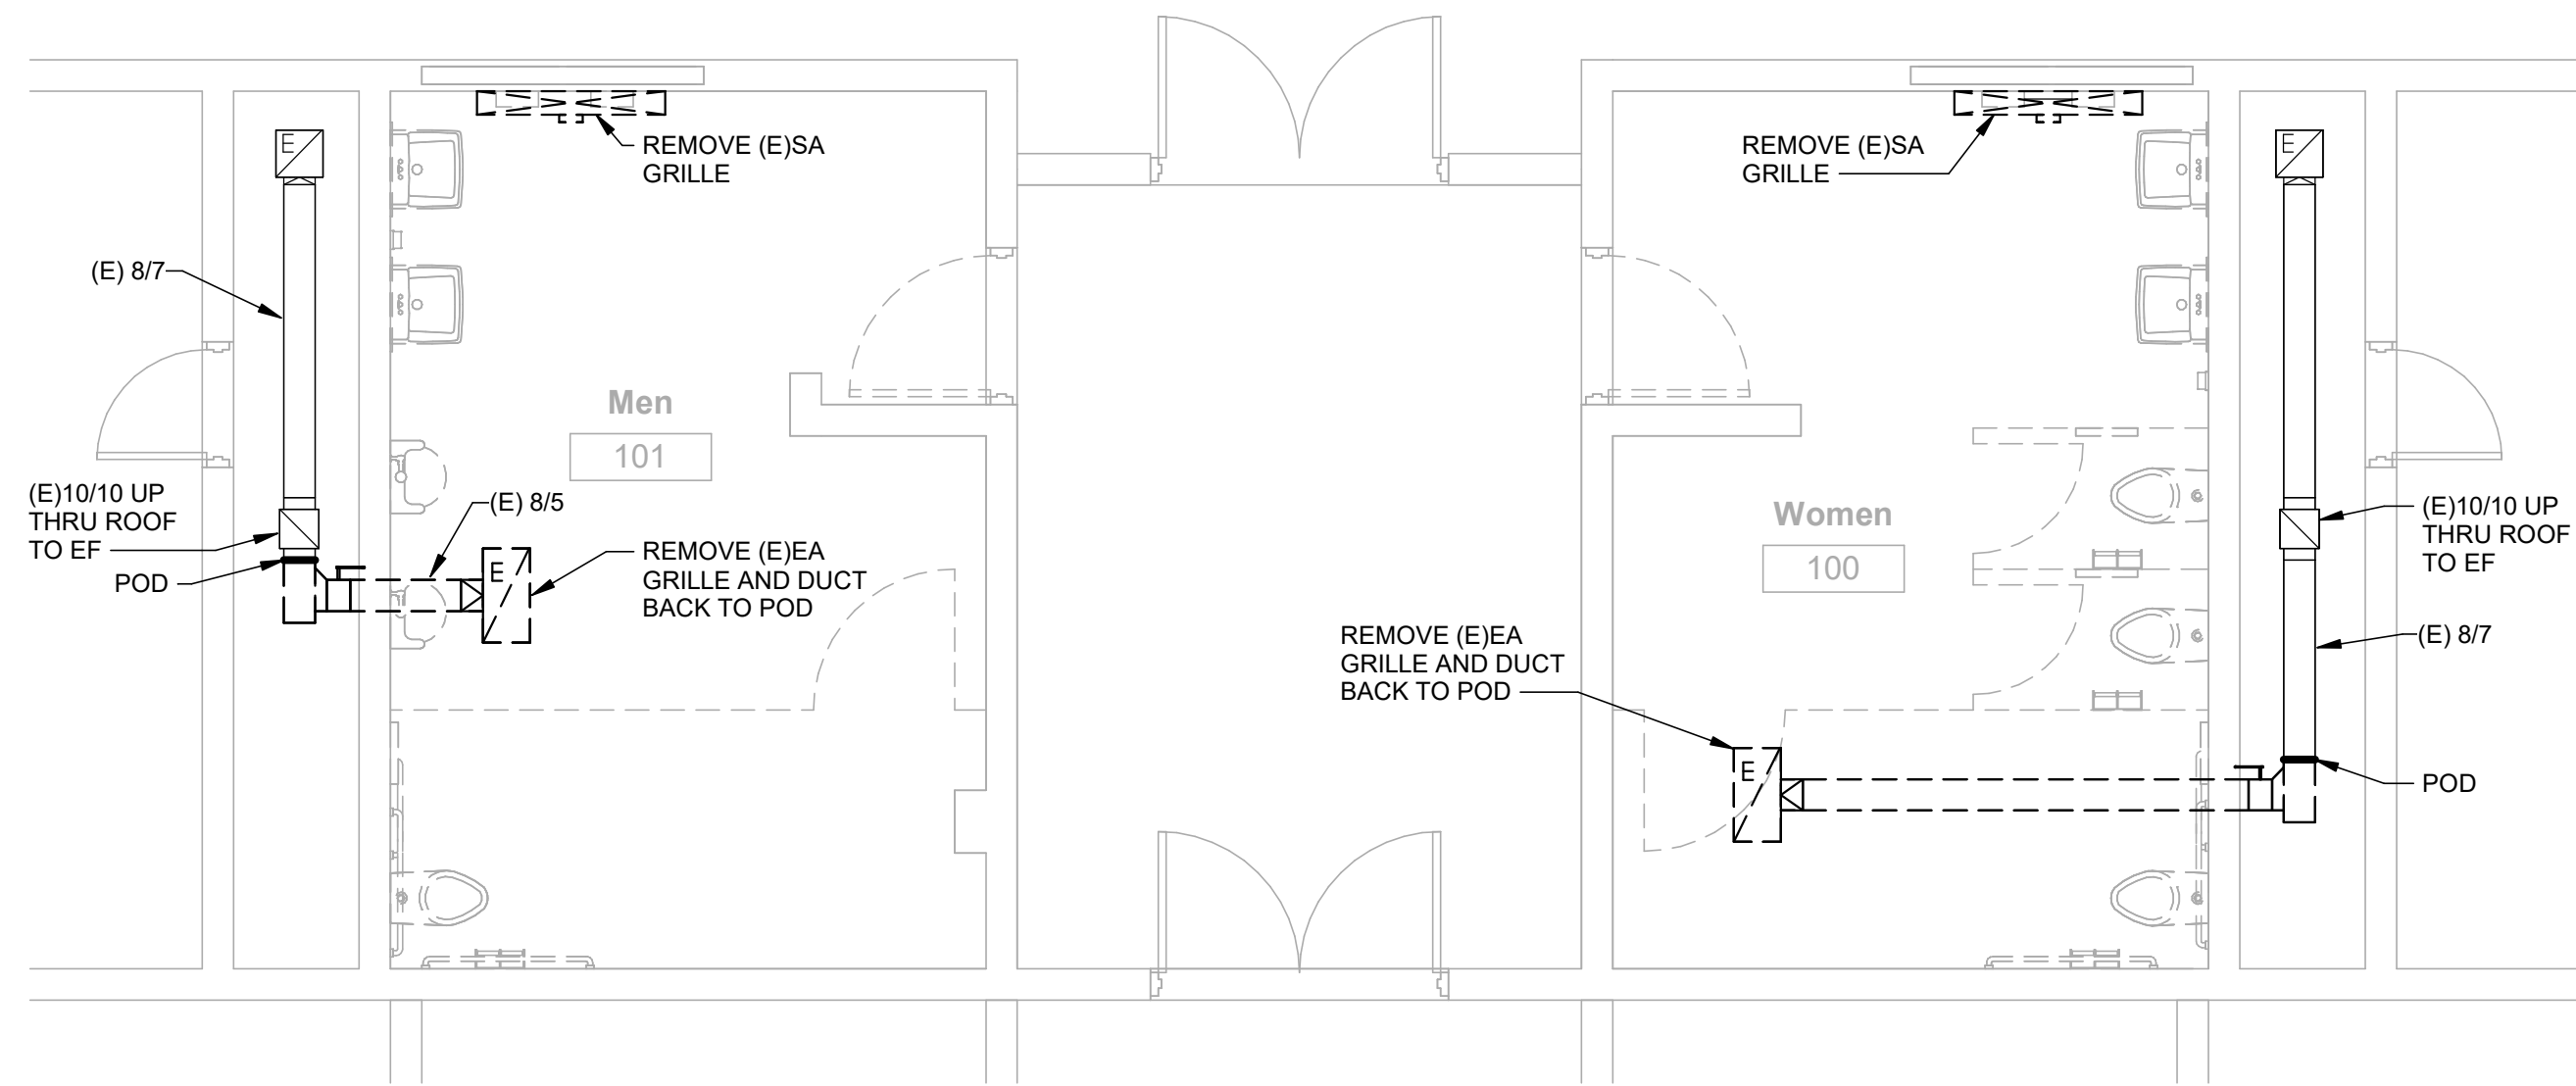 E
REMOVE (E)SA
GRILLE
(E) 8/7
Men
101
(E)10/10 UP
THRU ROOF
TO EF
POD
(E) 8/5
E
REMOVE (E)EA
GRILLE AND DUCT
BACK TO POD
REMOVE (E)SA
GRILLE
E
Women
100
(E)10/10 UP
THRU ROOF
TO EF
REMOVE (E)EA
GRILLE AND DUCT
BACK TO POD
(E) 8/7
E
POD